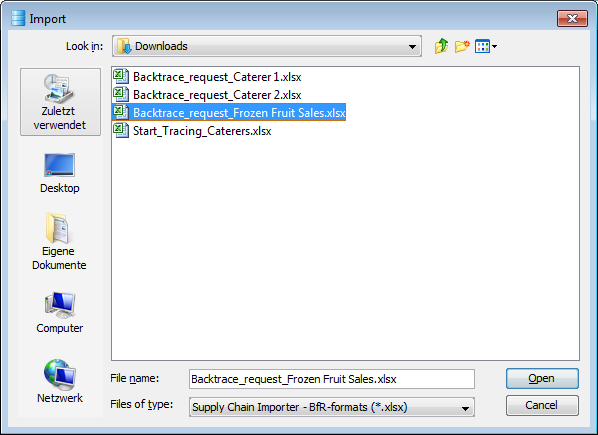 Import
Look in: Downloads
Zuletzt
verwendet
Desktop
Eigene
Dokumente
Computer
Netzwerk
Backtrace_request_Caterer 1.xlsx
Backtrace_request_Caterer 2.xlsx
Backtrace_request_Frozen Fruit Sales.xlsx
Start_Tracing_Caterers.xlsx
File name: Backtrace_request_Frozen Fruit Sales.xlsx Open
Files of type: Supply Chain Importer - BfR-formats (*.xlsx) Cancel